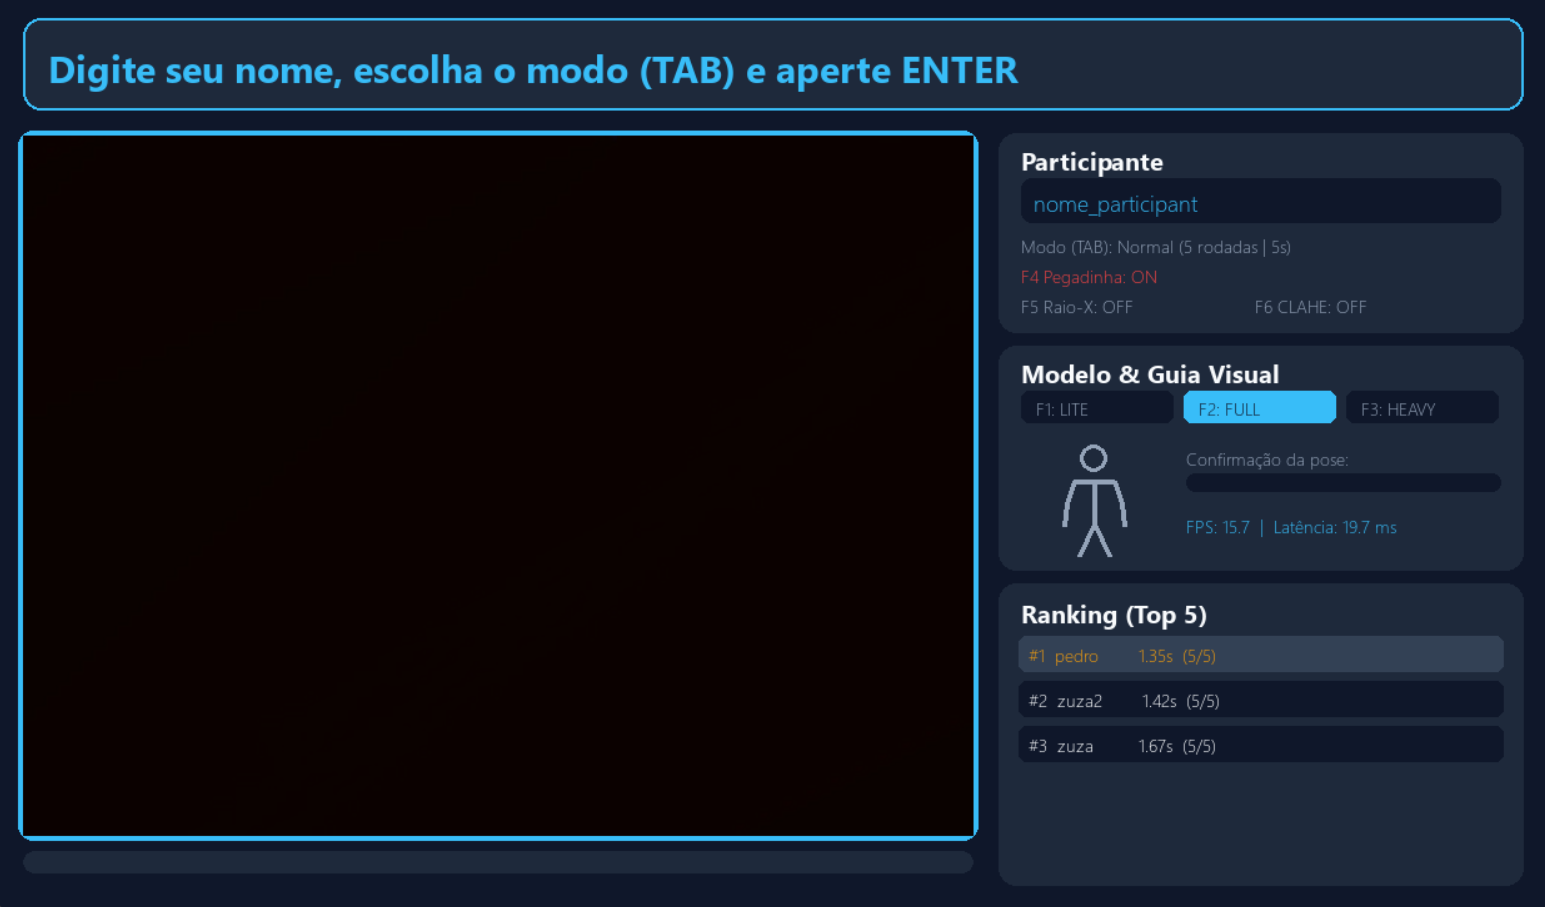 Digite seu nome, escolha o modo (TAB) e aperte ENTER
Participante
nome_participant
Modo (TAB): Normal (5 rodadas | 5s)
F4 Pegadinha: ON
F5 Raio-X: OFF F6 CLAHE: OFF
Modelo & Guia Visual
F1: LITE F2: FULL F3: HEAVY
Confirmação da pose:
FPS: 15.7 | Latência: 19.7 ms
Ranking (Top 5)
#1 pedro 1.35s (5/5)
#2 zuza2 1.42s (5/5)
#3 zuza 1.67s (5/5)